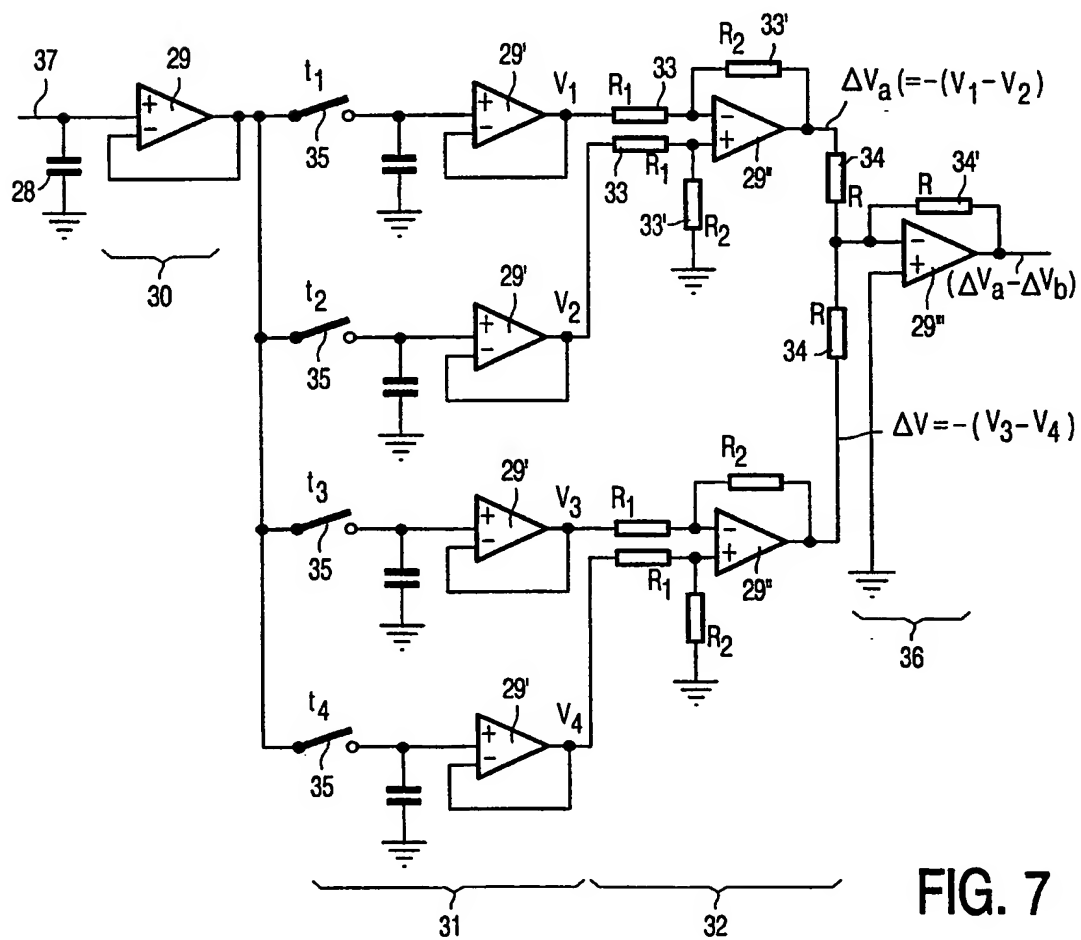 37
29
28
30
t1
35
29'
V1
R1
33
33
R1
R2
33'
33'
R2
29"
ΔVa(=-(V1-V2)
34
R
34'
R
(ΔVa-ΔVb)
29'''
t2
35
29'
V2
R
34
ΔV=-(V3-V4)
t3
35
29'
V3
R1
R1
R2
R2
29"
36
t4
35
29'
V4
31
32
FIG. 7
+
-
+
-
+
-
+
-
+
-
-
+
-
+
-
+